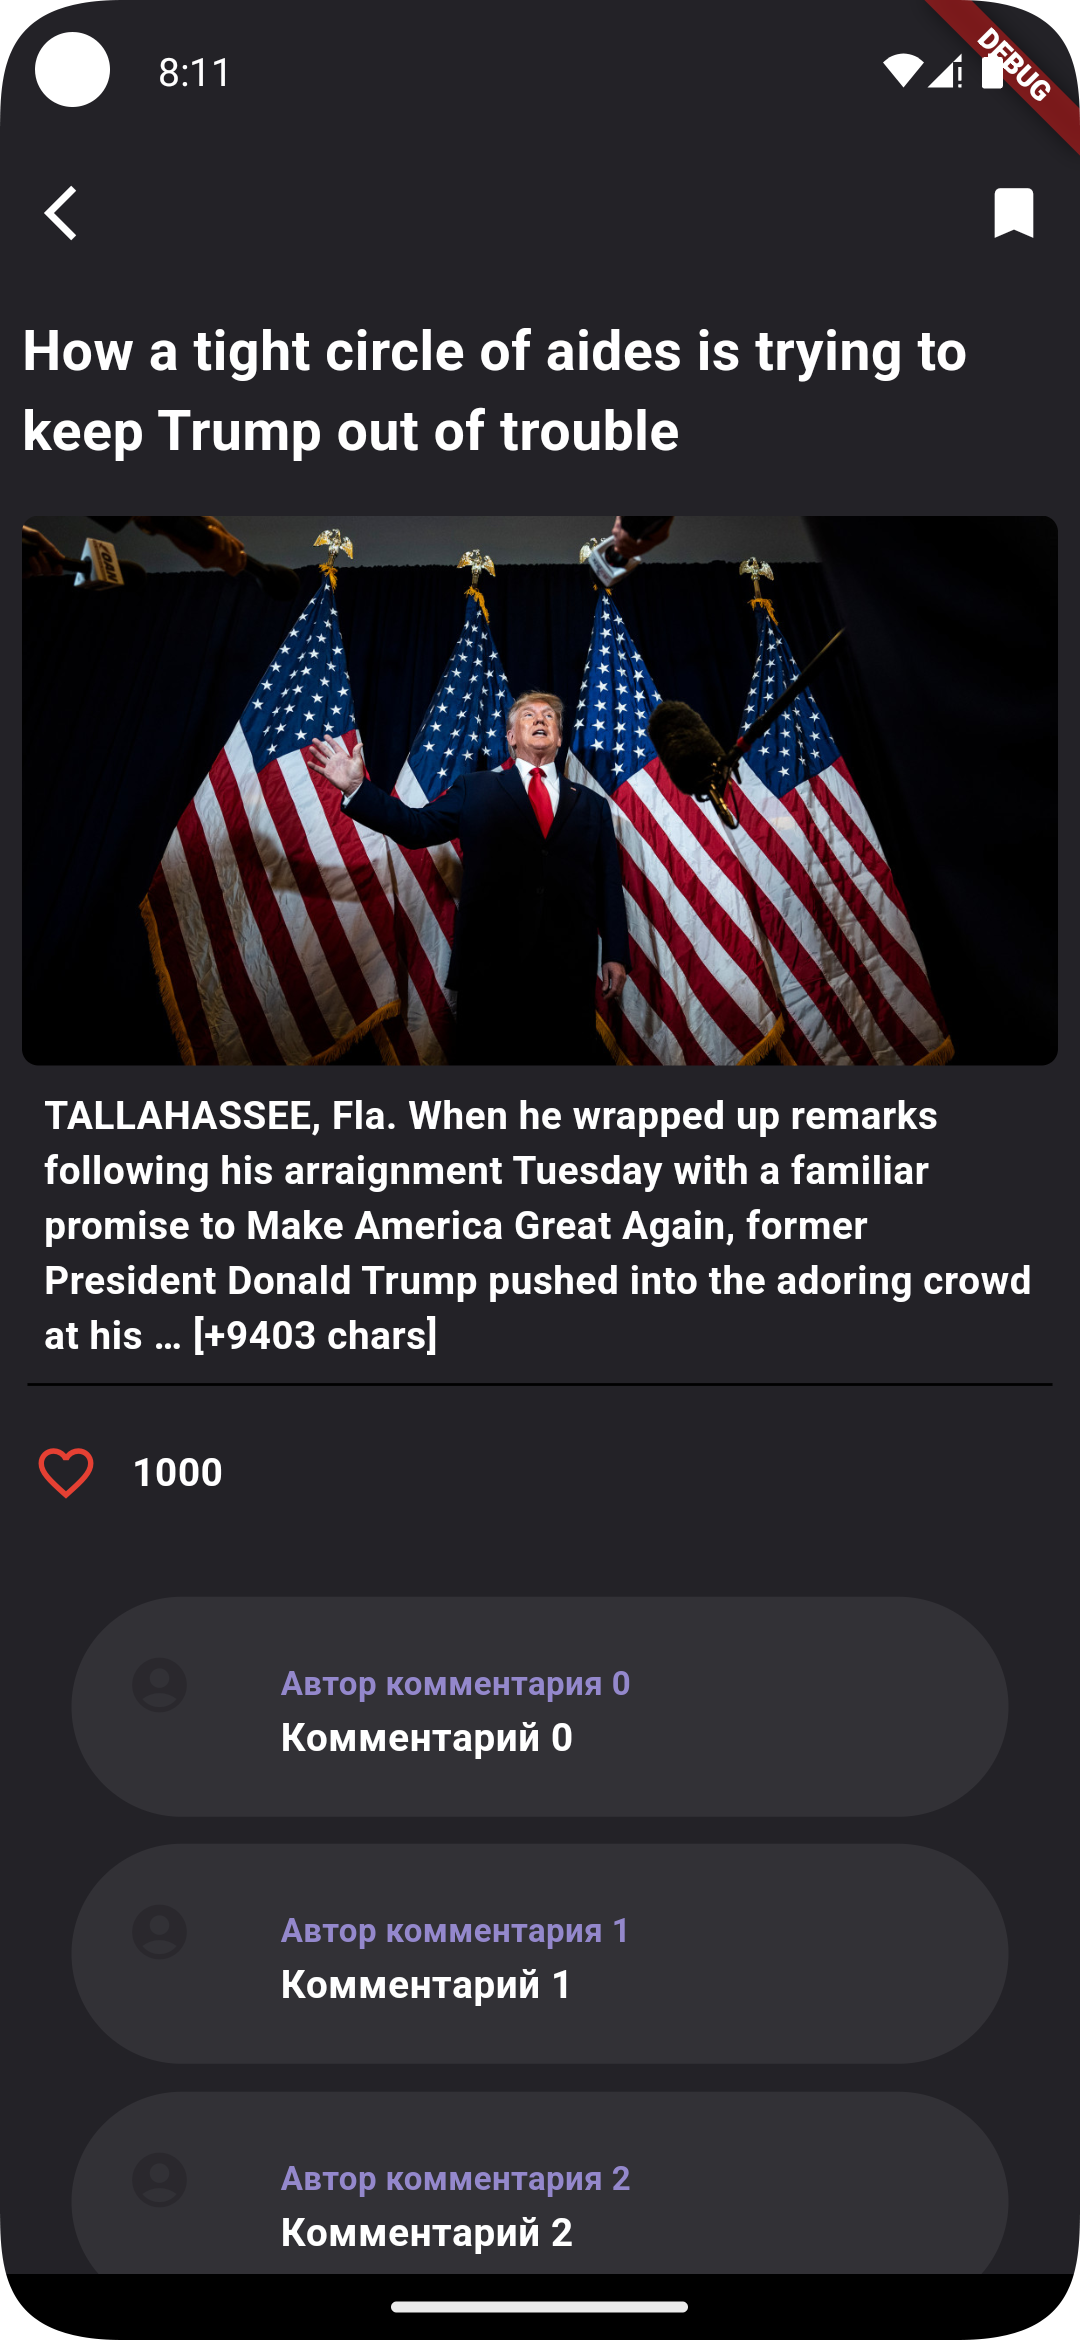 8:11
DEBUG
How a tight circle of aides is trying to
keep Trump out of trouble
TALLAHASSEE, Fla. When he wrapped up remarks
following his arraignment Tuesday with a familiar
promise to Make America Great Again, former
President Donald Trump pushed into the adoring crowd
at his … [+9403 chars]
1000
Автор комментария 0
Комментарий 0
Автор комментария 1
Комментарий 1
Автор комментария 2
Комментарий 2